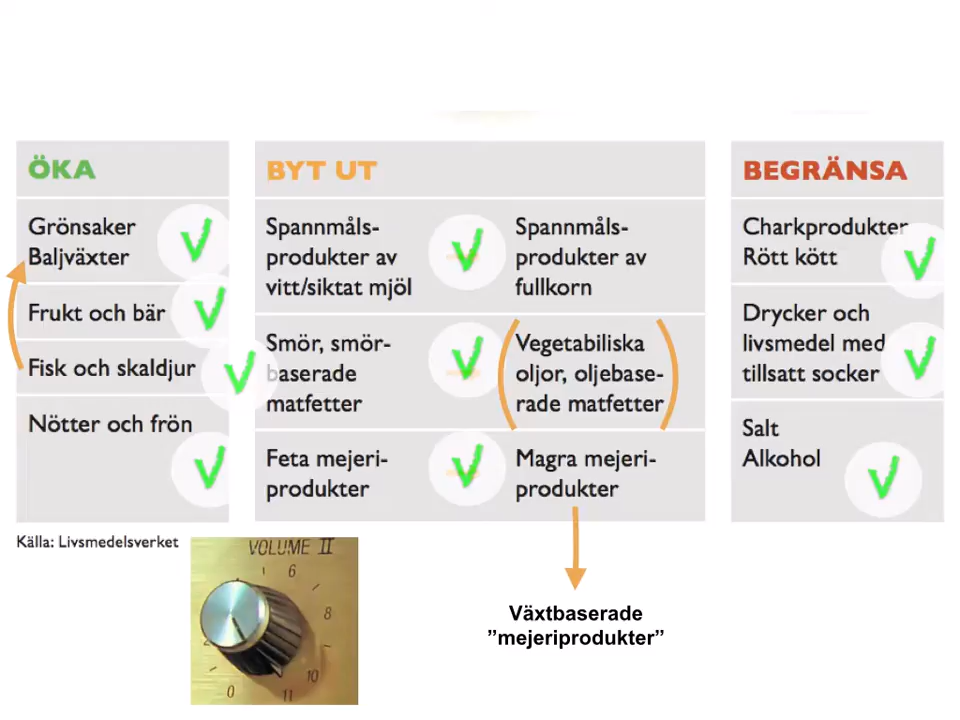 ÖKA
Grönsaker
Baljväxter
Frukt och bär
Fisk och skaldjur
Nötter och frön
BYT UT
Spannmåls-
produkter av
vitt/siktat mjöl
Spannmåls-
produkter av
fullkorn
Smör, smör-
baserade
matfetter
Vegetabiliska
oljor, oljebase-
rade matfetter
Feta mejeri-
produkter
Magra mejeri-
produkter
BEGRÄNSA
Charkprodukter
Rött kött
Drycker och
livsmedel med
tillsatt socker
Salt
Alkohol
Källa: Livsmedelsverket
VOLUME II
6
8
10
11
0
Växtbaserade
”mejeriprodukter”